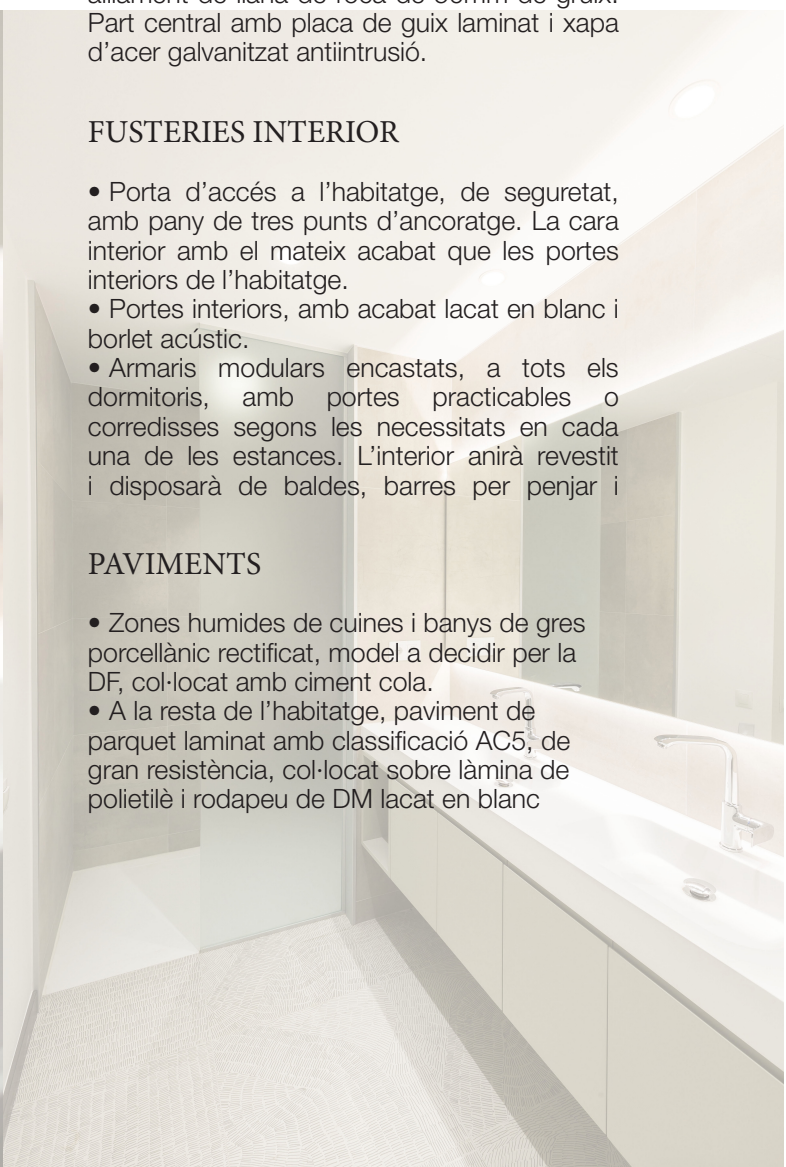 Part central amb placa de guix laminat i xapa
d'acer galvanitzat antiintrusió.
FUSTERIES INTERIOR
• Porta d'accés a l'habitatge, de seguretat,
amb pany de tres punts d'ancoratge. La cara
interior amb el mateix acabat que les portes
interiors de l'habitatge.
• Portes interiors, amb acabat lacat en blanc i
borlet acústic.
• Armaris modulars encastats, a tots els
dormitoris, amb portes practicables o
corredisses segons les necessitats en cada
una de les estances. L'interior anirà revestit
i disposarà de baldes, barres per penjar i
PAVIMENTS
• Zones humides de cuines i banys de gres
porcellànic rectificat, model a decidir per la
DF, col·locat amb ciment cola.
• A la resta de l'habitatge, paviment de
parquet laminat amb classificació AC5, de
gran resistència, col·locat sobre làmina de
polietilè i rodapeu de DM lacat en blanc